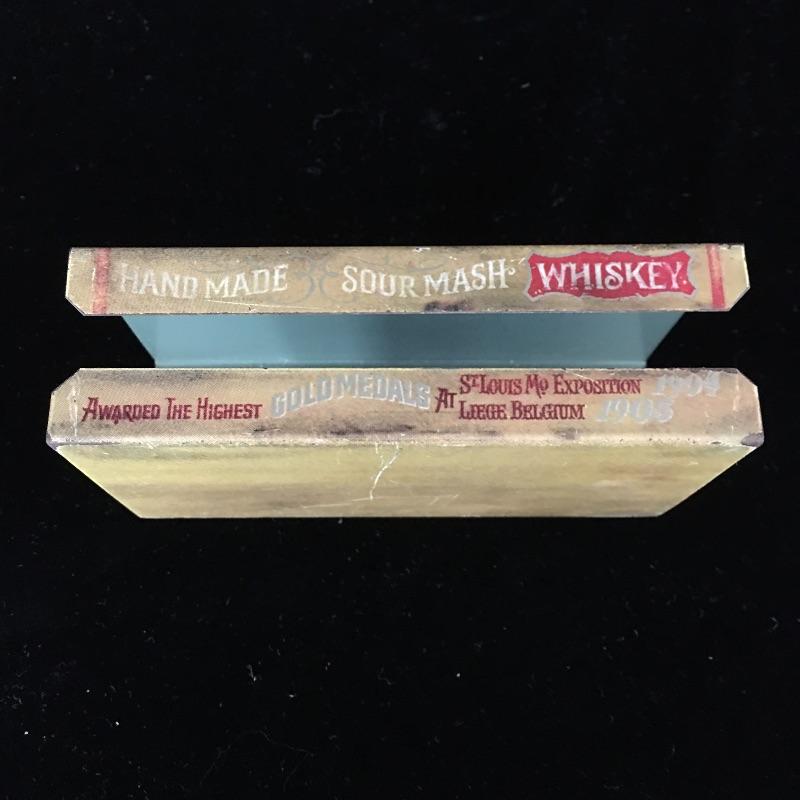 HAND MADE SOUR MASH WHISKEY.
AWARDED THE HIGHEST GOLD MEDALS AT ST. LOUIS MO EXPOSITION 1904
LIEGE BELGIUM 1905